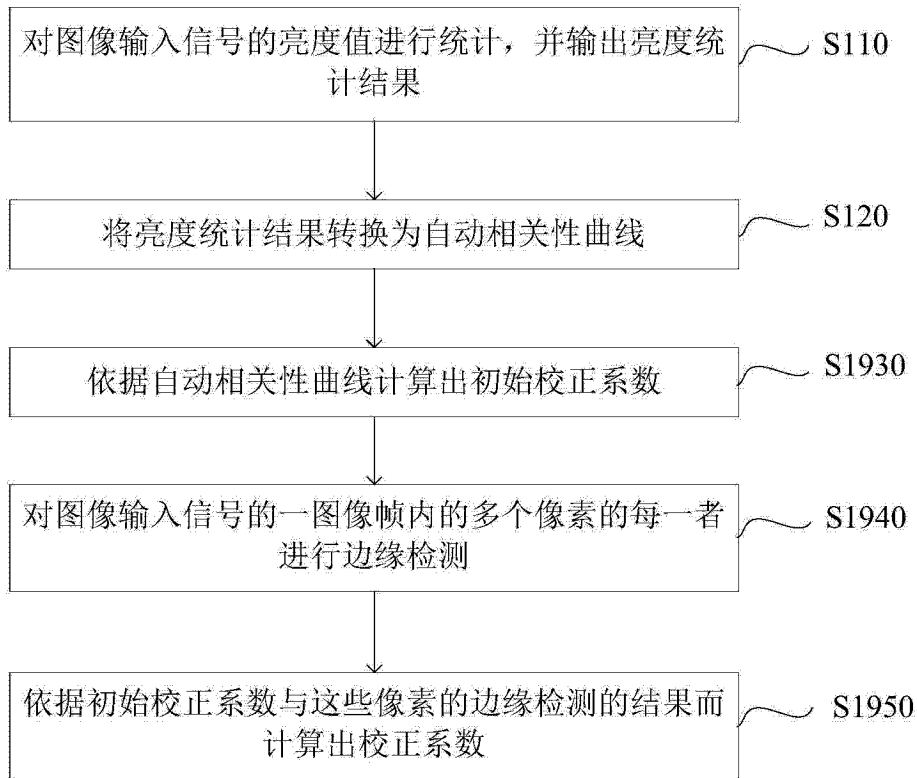 对图像输入信号的亮度值进行统计，并输出亮度统
计结果
S110
将亮度统计结果转换为自动相关性曲线
S120
依据自动相关性曲线计算出初始校正系数
S1930
对图像输入信号的一图像帧内的多个像素的每一者
进行边缘检测
S1940
依据初始校正系数与这些像素的边缘检测的结果而
计算出校正系数
S1950